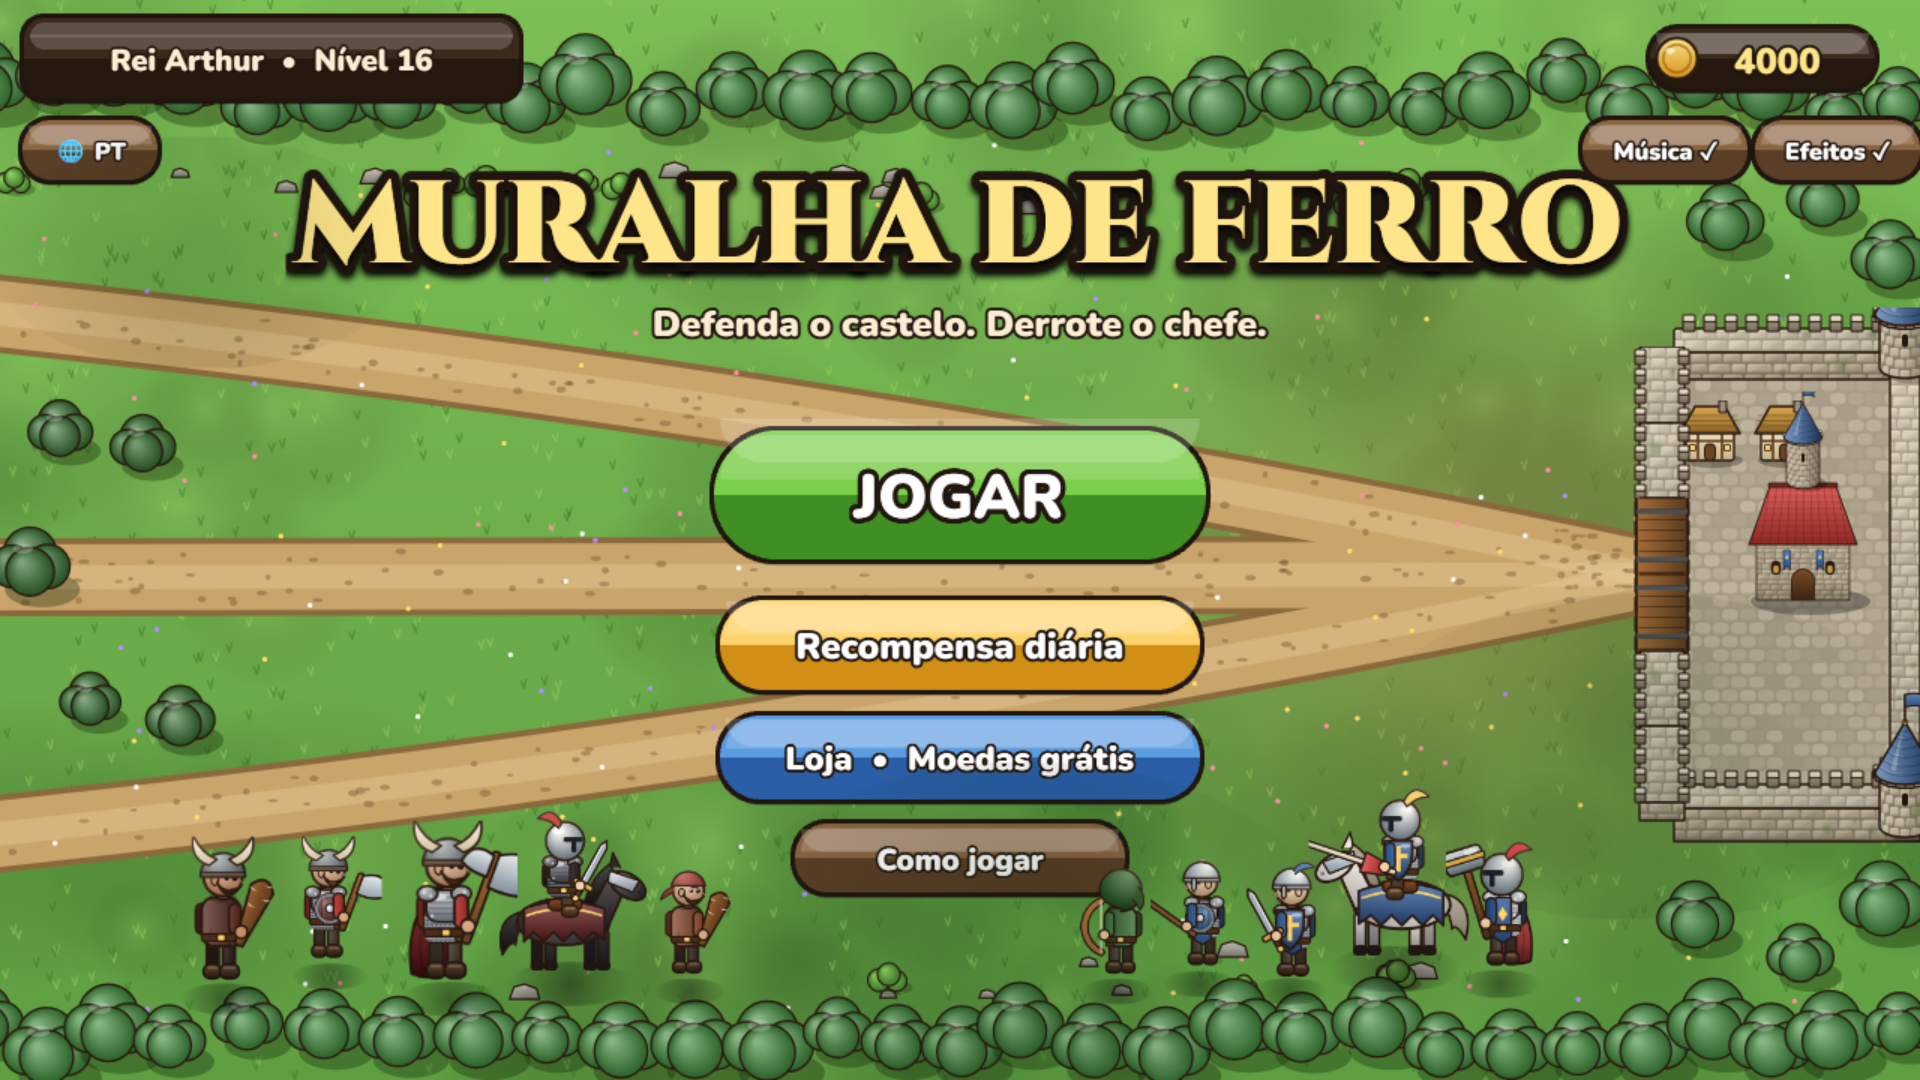 Rei Arthur • Nível 16
4000
PT
Música ✓
Efeitos ✓
MURALHA DE FERRO
Defenda o castelo. Derrote o chefe.
JOGAR
Recompensa diária
Loja • Moedas grátis
Como jogar
F
F